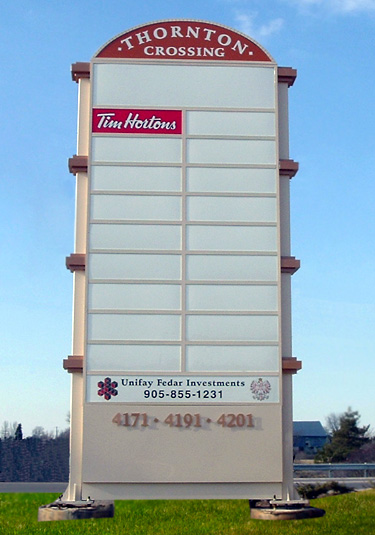 ·THORNTON·
CROSSING
Tim Hortons
Unifay Fedar Investments
905-855-1231
4171 · 4191 · 4201